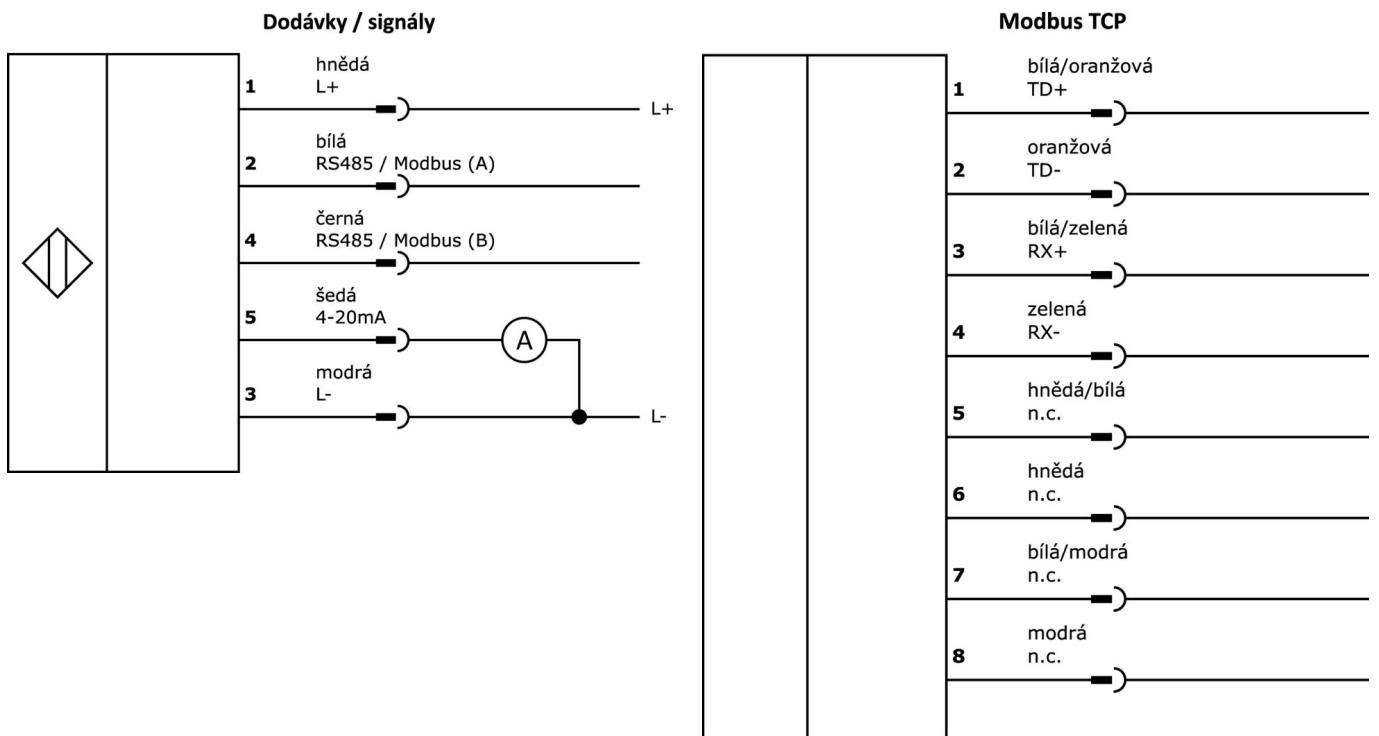 Dodávky / signály
1
hnědá
L+
L+
2
bílá
RS485 / Modbus (A)
4
černá
RS485 / Modbus (B)
5
šedá
4-20mA
A
3
modrá
L-
L-
Modbus TCP
1
bílá/oranžová
TD+
2
oranžová
TD-
3
bílá/zelená
RX+
4
zelená
RX-
5
hnědá/bílá
n.c.
6
hnědá
n.c.
7
bílá/modrá
n.c.
8
modrá
n.c.